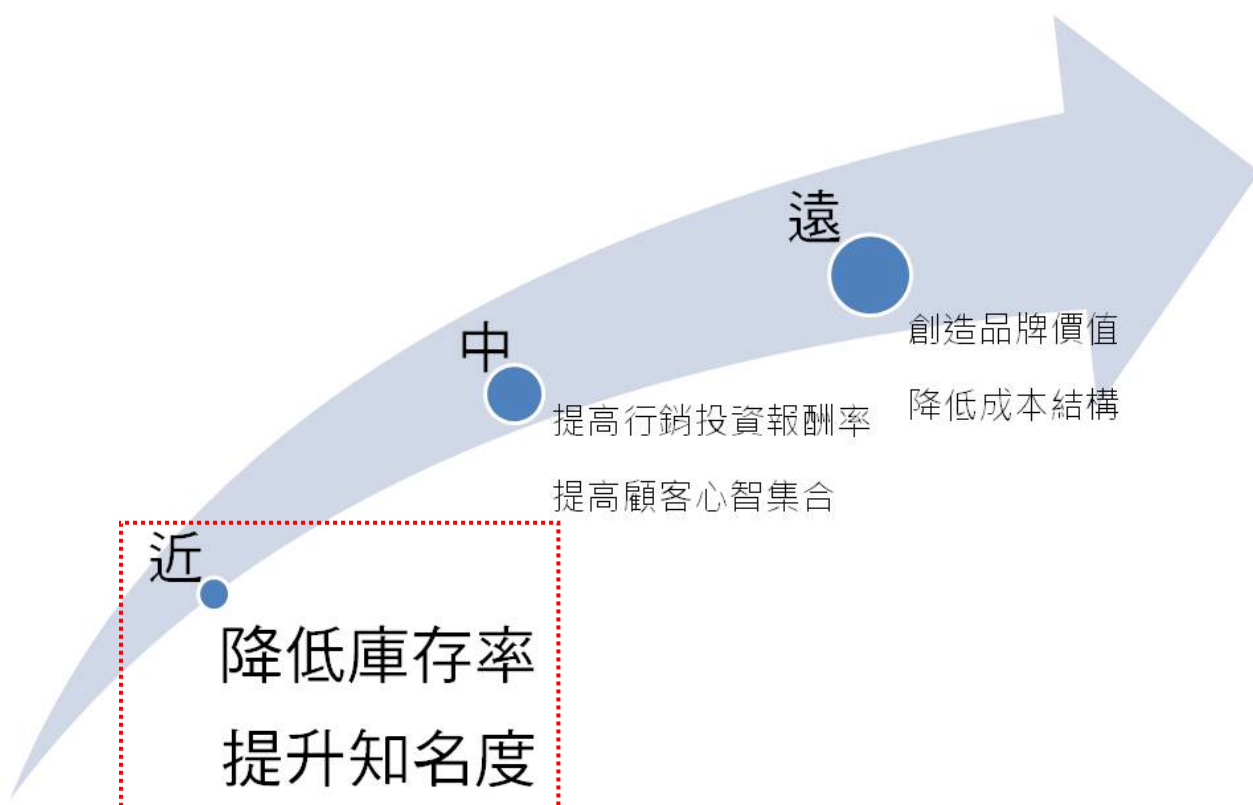 遠
創造品牌價值
降低成本結構
中
提高行銷投資報酬率
提高顧客心智集合
近
降低庫存率
提升知名度